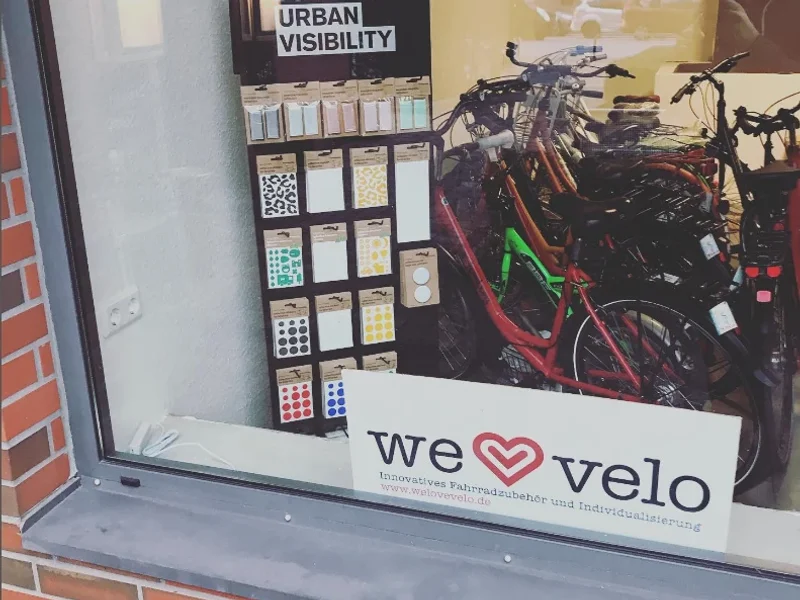 URBAN
VISIBILITY
we velo
Innovatives Fahrradzubehör und Individualisierung
www.welovevelo.de